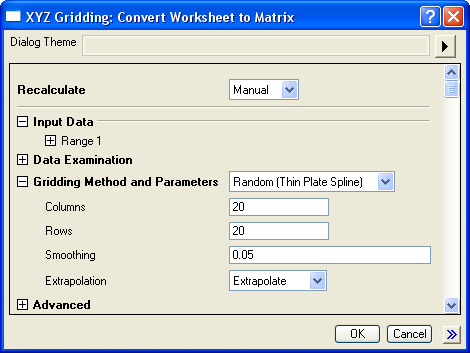 XYZ Gridding: Convert Worksheet to Matrix
Dialog Theme
Recalculate Manual
Input Data
Range 1
Data Examination
Gridding Method and Parameters Random (Thin Plate Spline)
Columns 20
Rows 20
Smoothing 0.05
Extrapolation Extrapolate
Advanced
OK Cancel